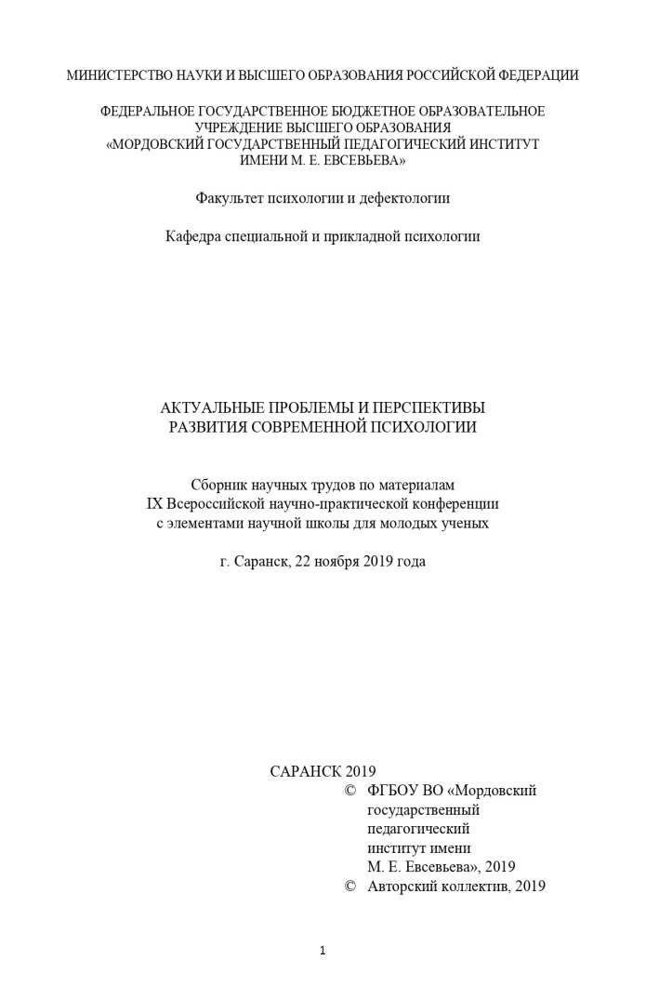 МИНИСТЕРСТВО НАУКИ И ВЫСШЕГО ОБРАЗОВАНИЯ РОССИЙСКОЙ ФЕДЕРАЦИИ
ФЕДЕРАЛЬНОЕ ГОСУДАРСТВЕННОЕ БЮДЖЕТНОЕ ОБРАЗОВАТЕЛЬНОЕ
УЧРЕЖДЕНИЕ ВЫСШЕГО ОБРАЗОВАНИЯ
«МОРДОВСКИЙ ГОСУДАРСТВЕННЫЙ ПЕДАГОГИЧЕСКИЙ ИНСТИТУТ
ИМЕНИ М. Е. ЕВСЕВЬЕВА»
Факультет психологии и дефектологии
Кафедра специальной и прикладной психологии
АКТУАЛЬНЫЕ ПРОБЛЕМЫ И ПЕРСПЕКТИВЫ
РАЗВИТИЯ СОВРЕМЕННОЙ ПСИХОЛОГИИ
Сборник научных трудов по материалам
IX Всероссийской научно-практической конференции
с элементами научной школы для молодых ученых
г. Саранск, 22 ноября 2019 года
САРАНСК 2019
© ФГБОУ ВО «Мордовский
государственный
педагогический
институт имени
М. Е. Евсевьева», 2019
© Авторский коллектив, 2019
1